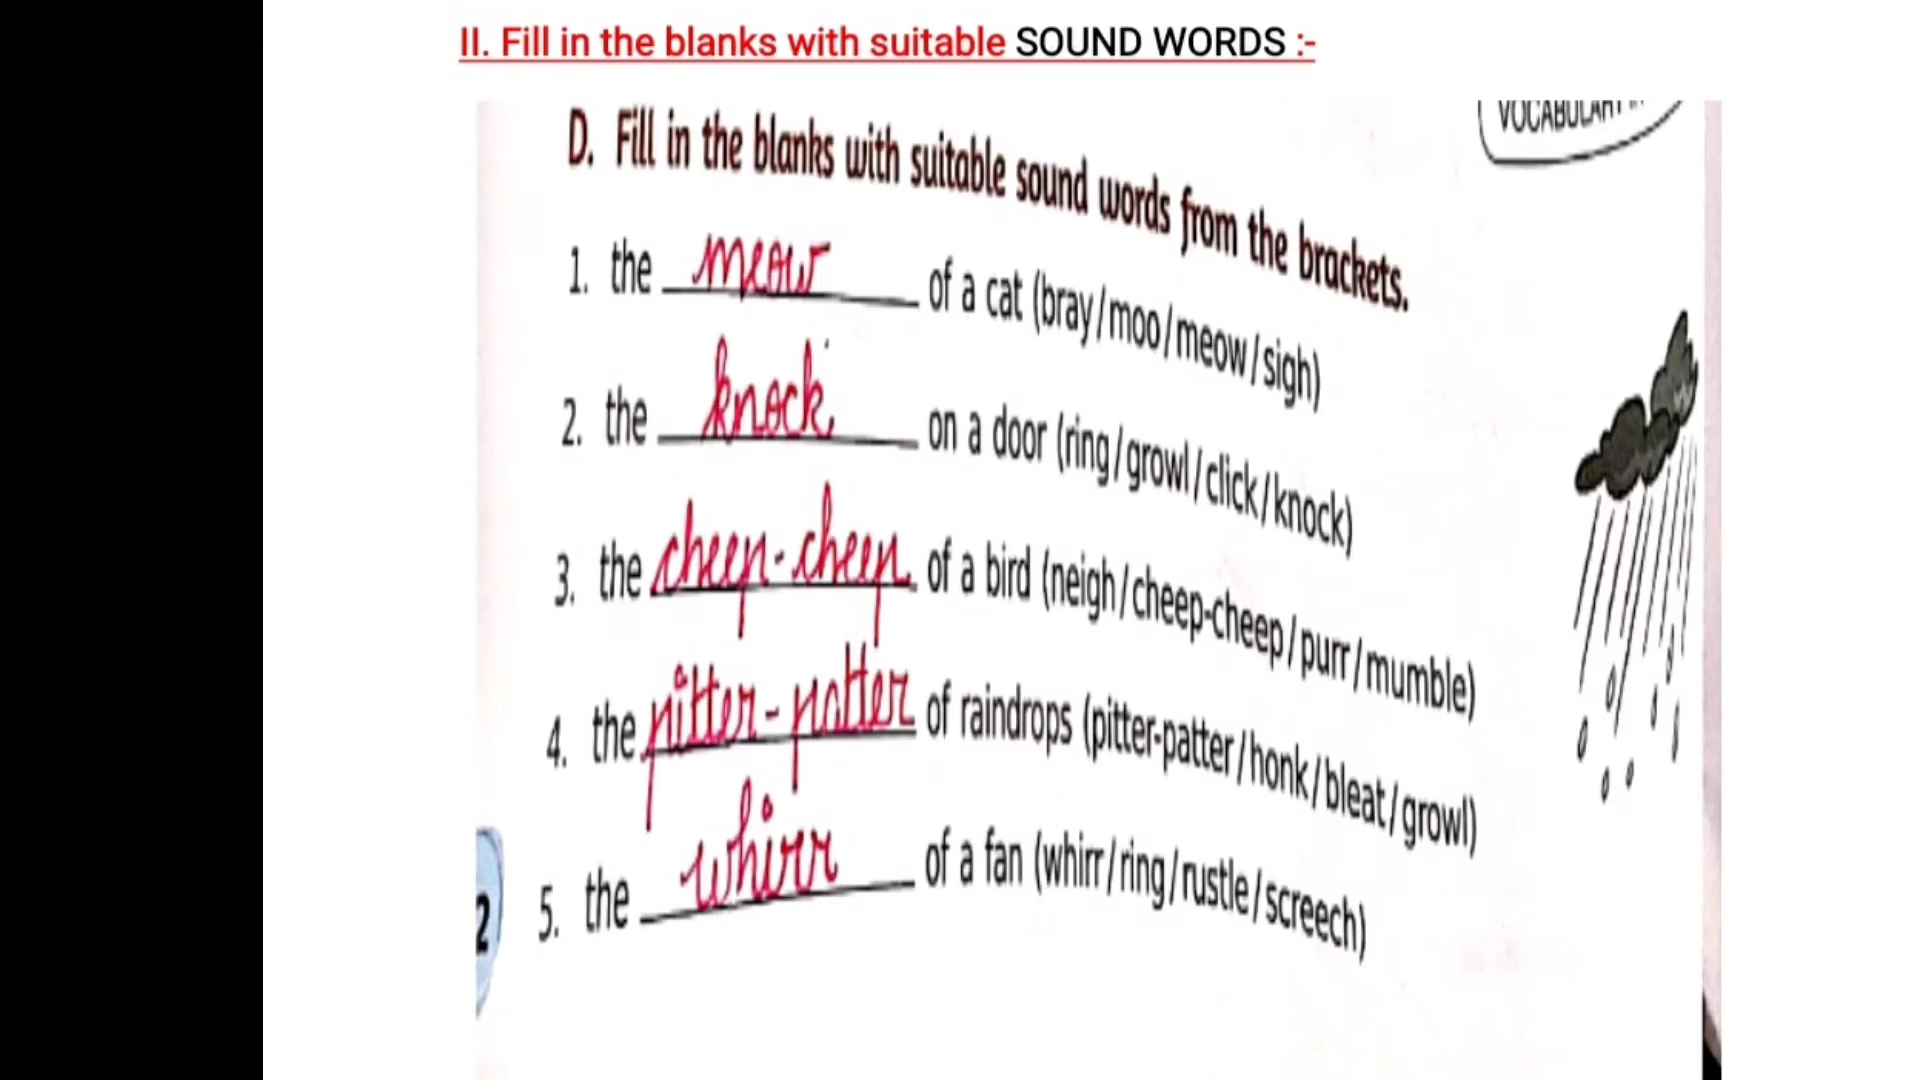 II. Fill in the blanks with suitable SOUND WORDS :-
D. Fill in the blanks with suitable sound words from the brackets.
1. the meow of a cat (bray/moo/meow/sigh)
2. the knock on a door (ring/growl/click/knock)
3. the cheep-cheep of a bird (neigh/cheep-cheep/purr/mumble)
4. the pitter-patter of raindrops (pitter-patter/honk/bleat/growl)
5. the whirr of a fan (whirr/ring/rustle/screech)
2